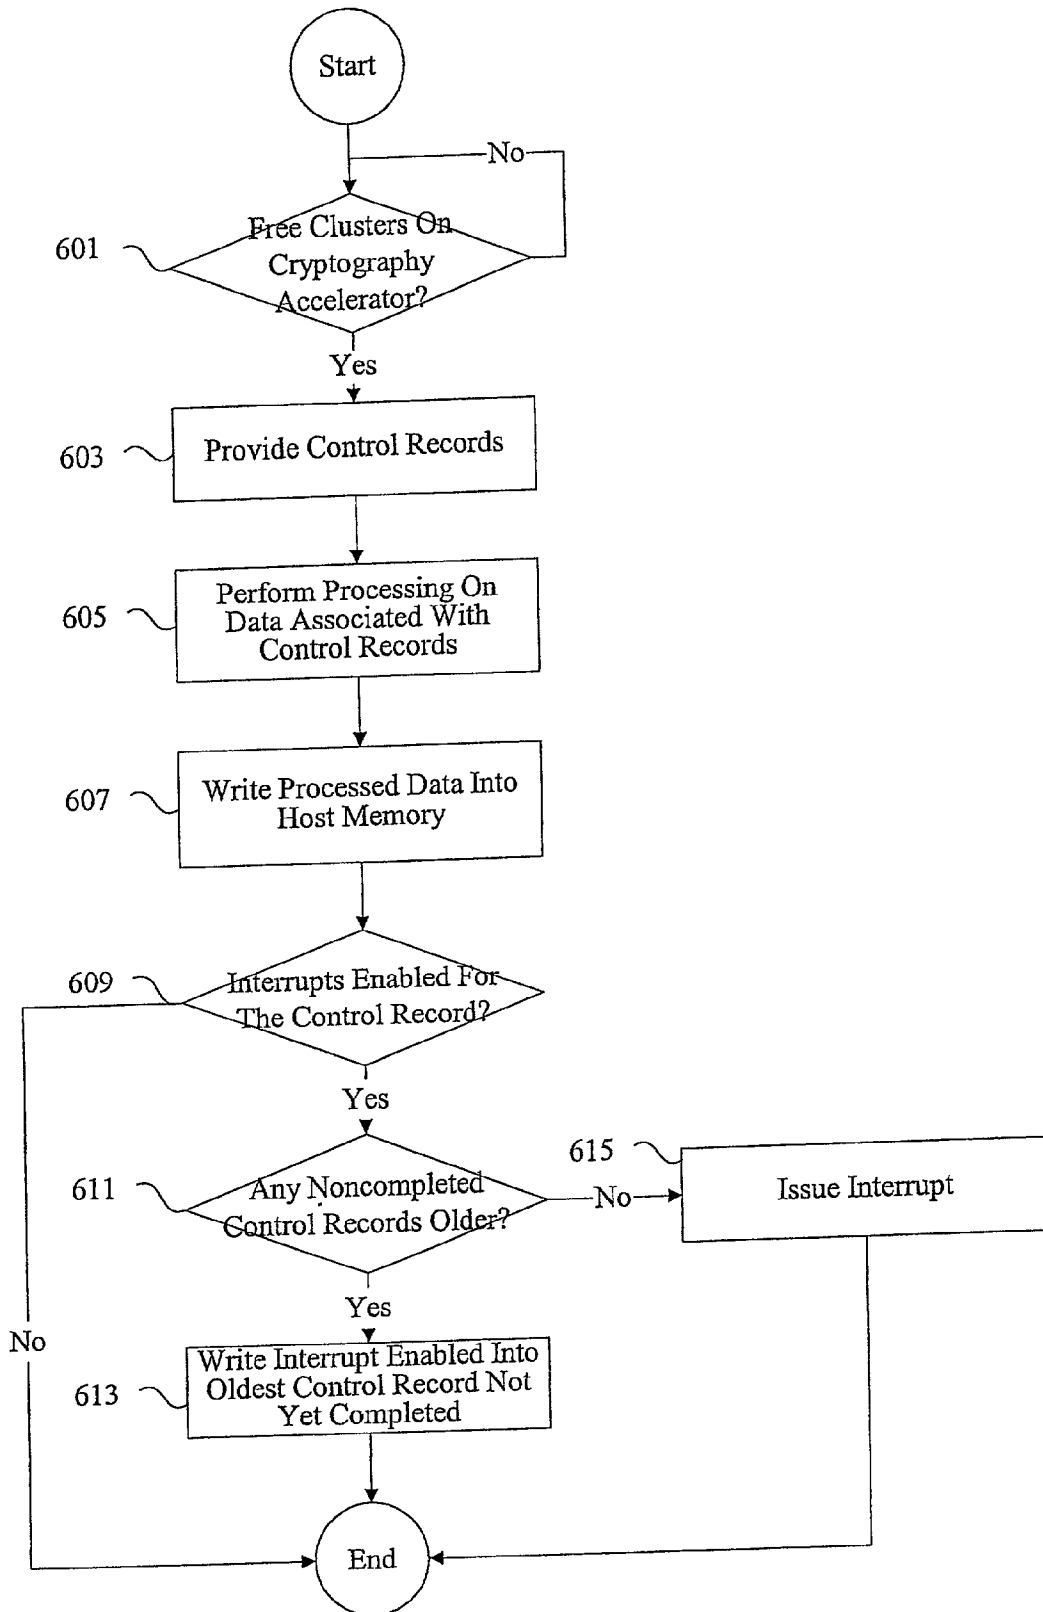 Start
No
601
Free Clusters On
Cryptography
Accelerator?
Yes
603
Provide Control Records
605
Perform Processing On
Data Associated With
Control Records
607
Write Processed Data Into
Host Memory
609
Interrupts Enabled For
The Control Record?
Yes
611
Any Noncompleted
Control Records Older?
No
615
Issue Interrupt
Yes
No
613
Write Interrupt Enabled Into
Oldest Control Record Not
Yet Completed
End